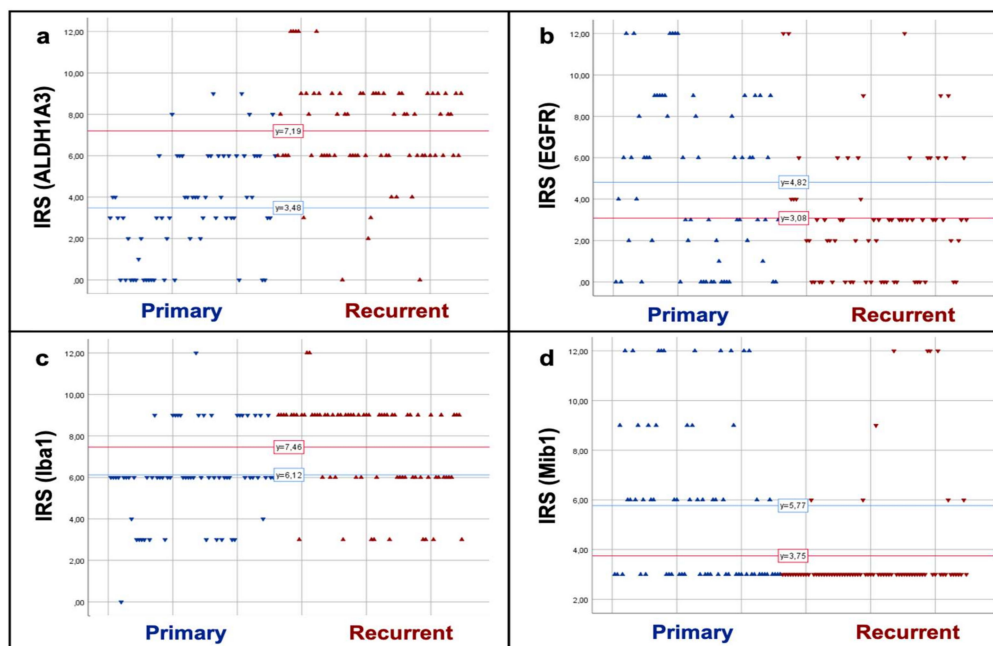 a
IRS (ALDH1A3)
12,00
10,00
8,00
6,00
4,00
2,00
,00
y=7,19
y=3,48
Primary Recurrent
b
IRS (EGFR)
12,00
10,00
8,00
6,00
4,00
2,00
,00
y=4,82
y=3,08
Primary Recurrent
c
IRS (Iba1)
12,00
10,00
8,00
6,00
4,00
2,00
,00
y=7,46
y=6,12
Primary Recurrent
d
IRS (Mib1)
12,00
10,00
8,00
6,00
4,00
2,00
y=5,77
y=3,75
Primary Recurrent